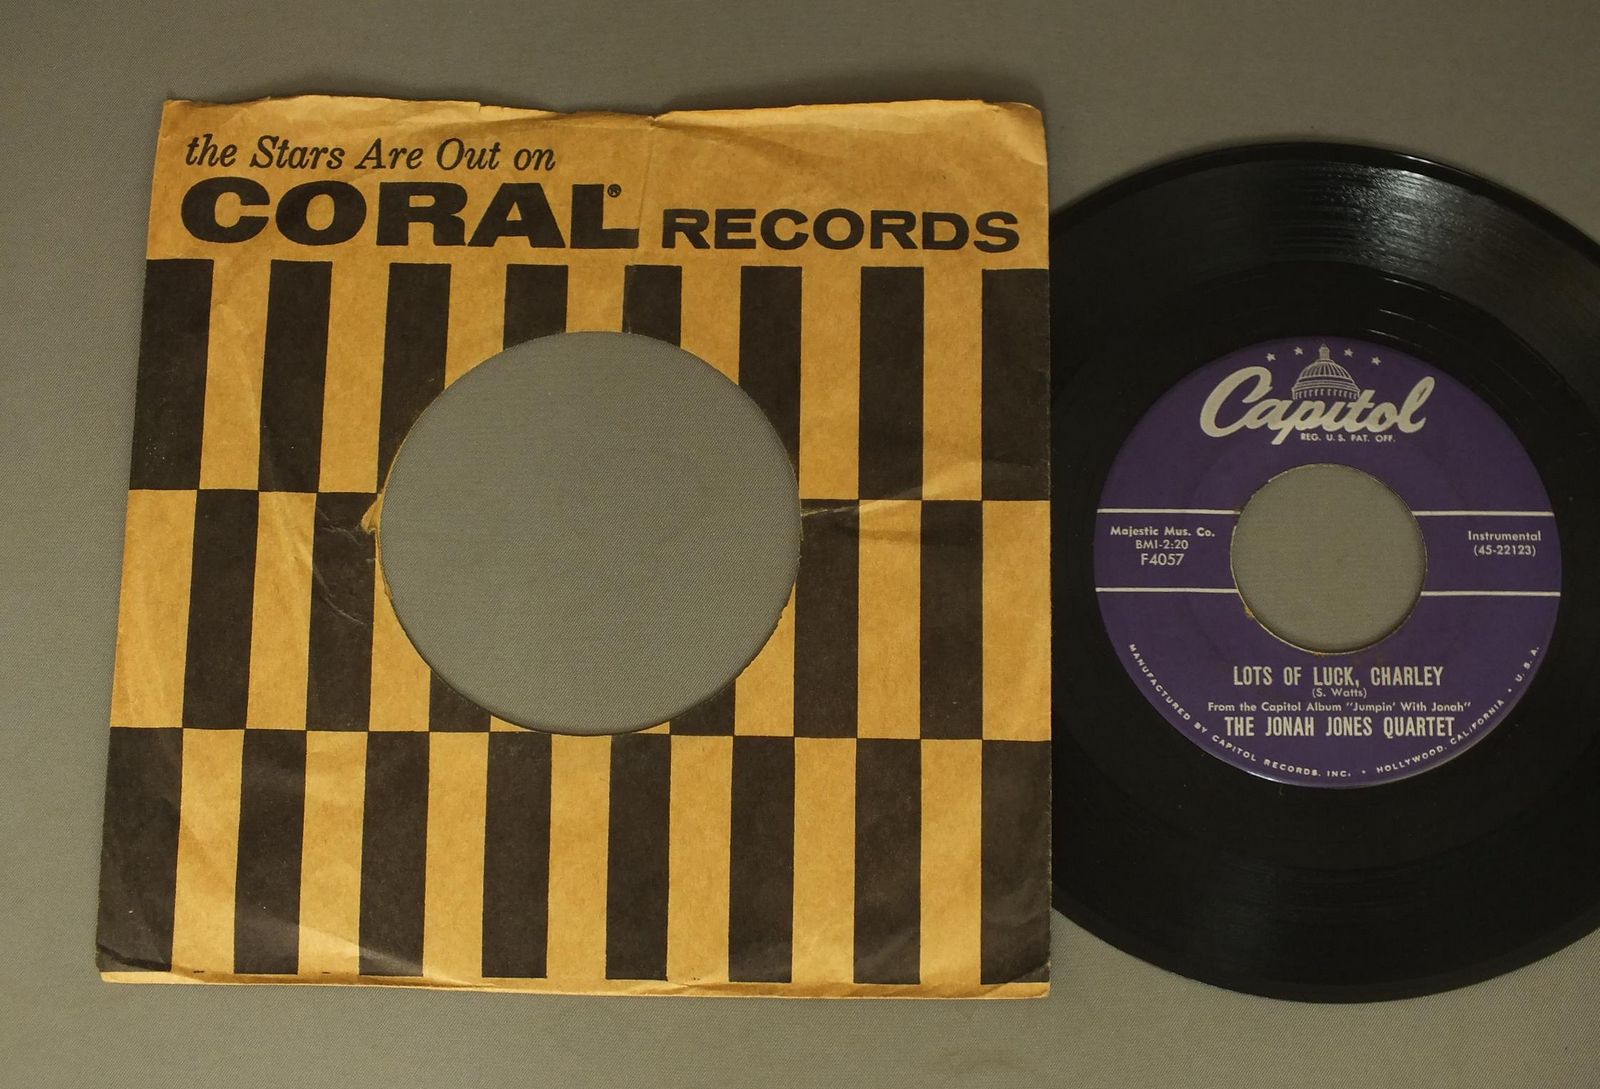 the Stars Are Out on
CORAL® RECORDS
Capitol
REG. U.S. PAT. OFF.
Majestic Mus. Co.
BMI-2:20
F4057
Instrumental
(45-22123)
LOTS OF LUCK, CHARLEY
(S. Watts)
From the Capitol Album "Jumpin' With Jonah"
THE JONAH JONES QUARTET
MANUFACTURED BY CAPITOL RECORDS, INC. • HOLLYWOOD, CALIFORNIA • U.S.A.